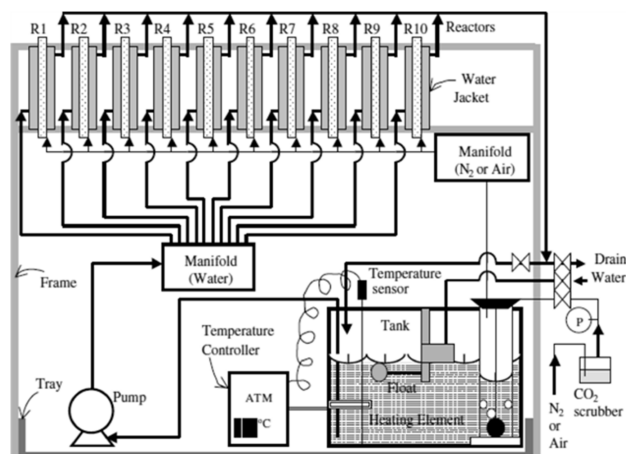 R1 R2 R3 R4 R5 R6 R7 R8 R9 R10 Reactors
Water
Jacket
Manifold
(N2 or Air)
Manifold
(Water)
Drain
Water
Frame
Temperature
sensor
P
Tank
Temperature
Controller
Tray
Pump
ATM
°C
Float
Heating Element
CO2
scrubber
N2
or
Air